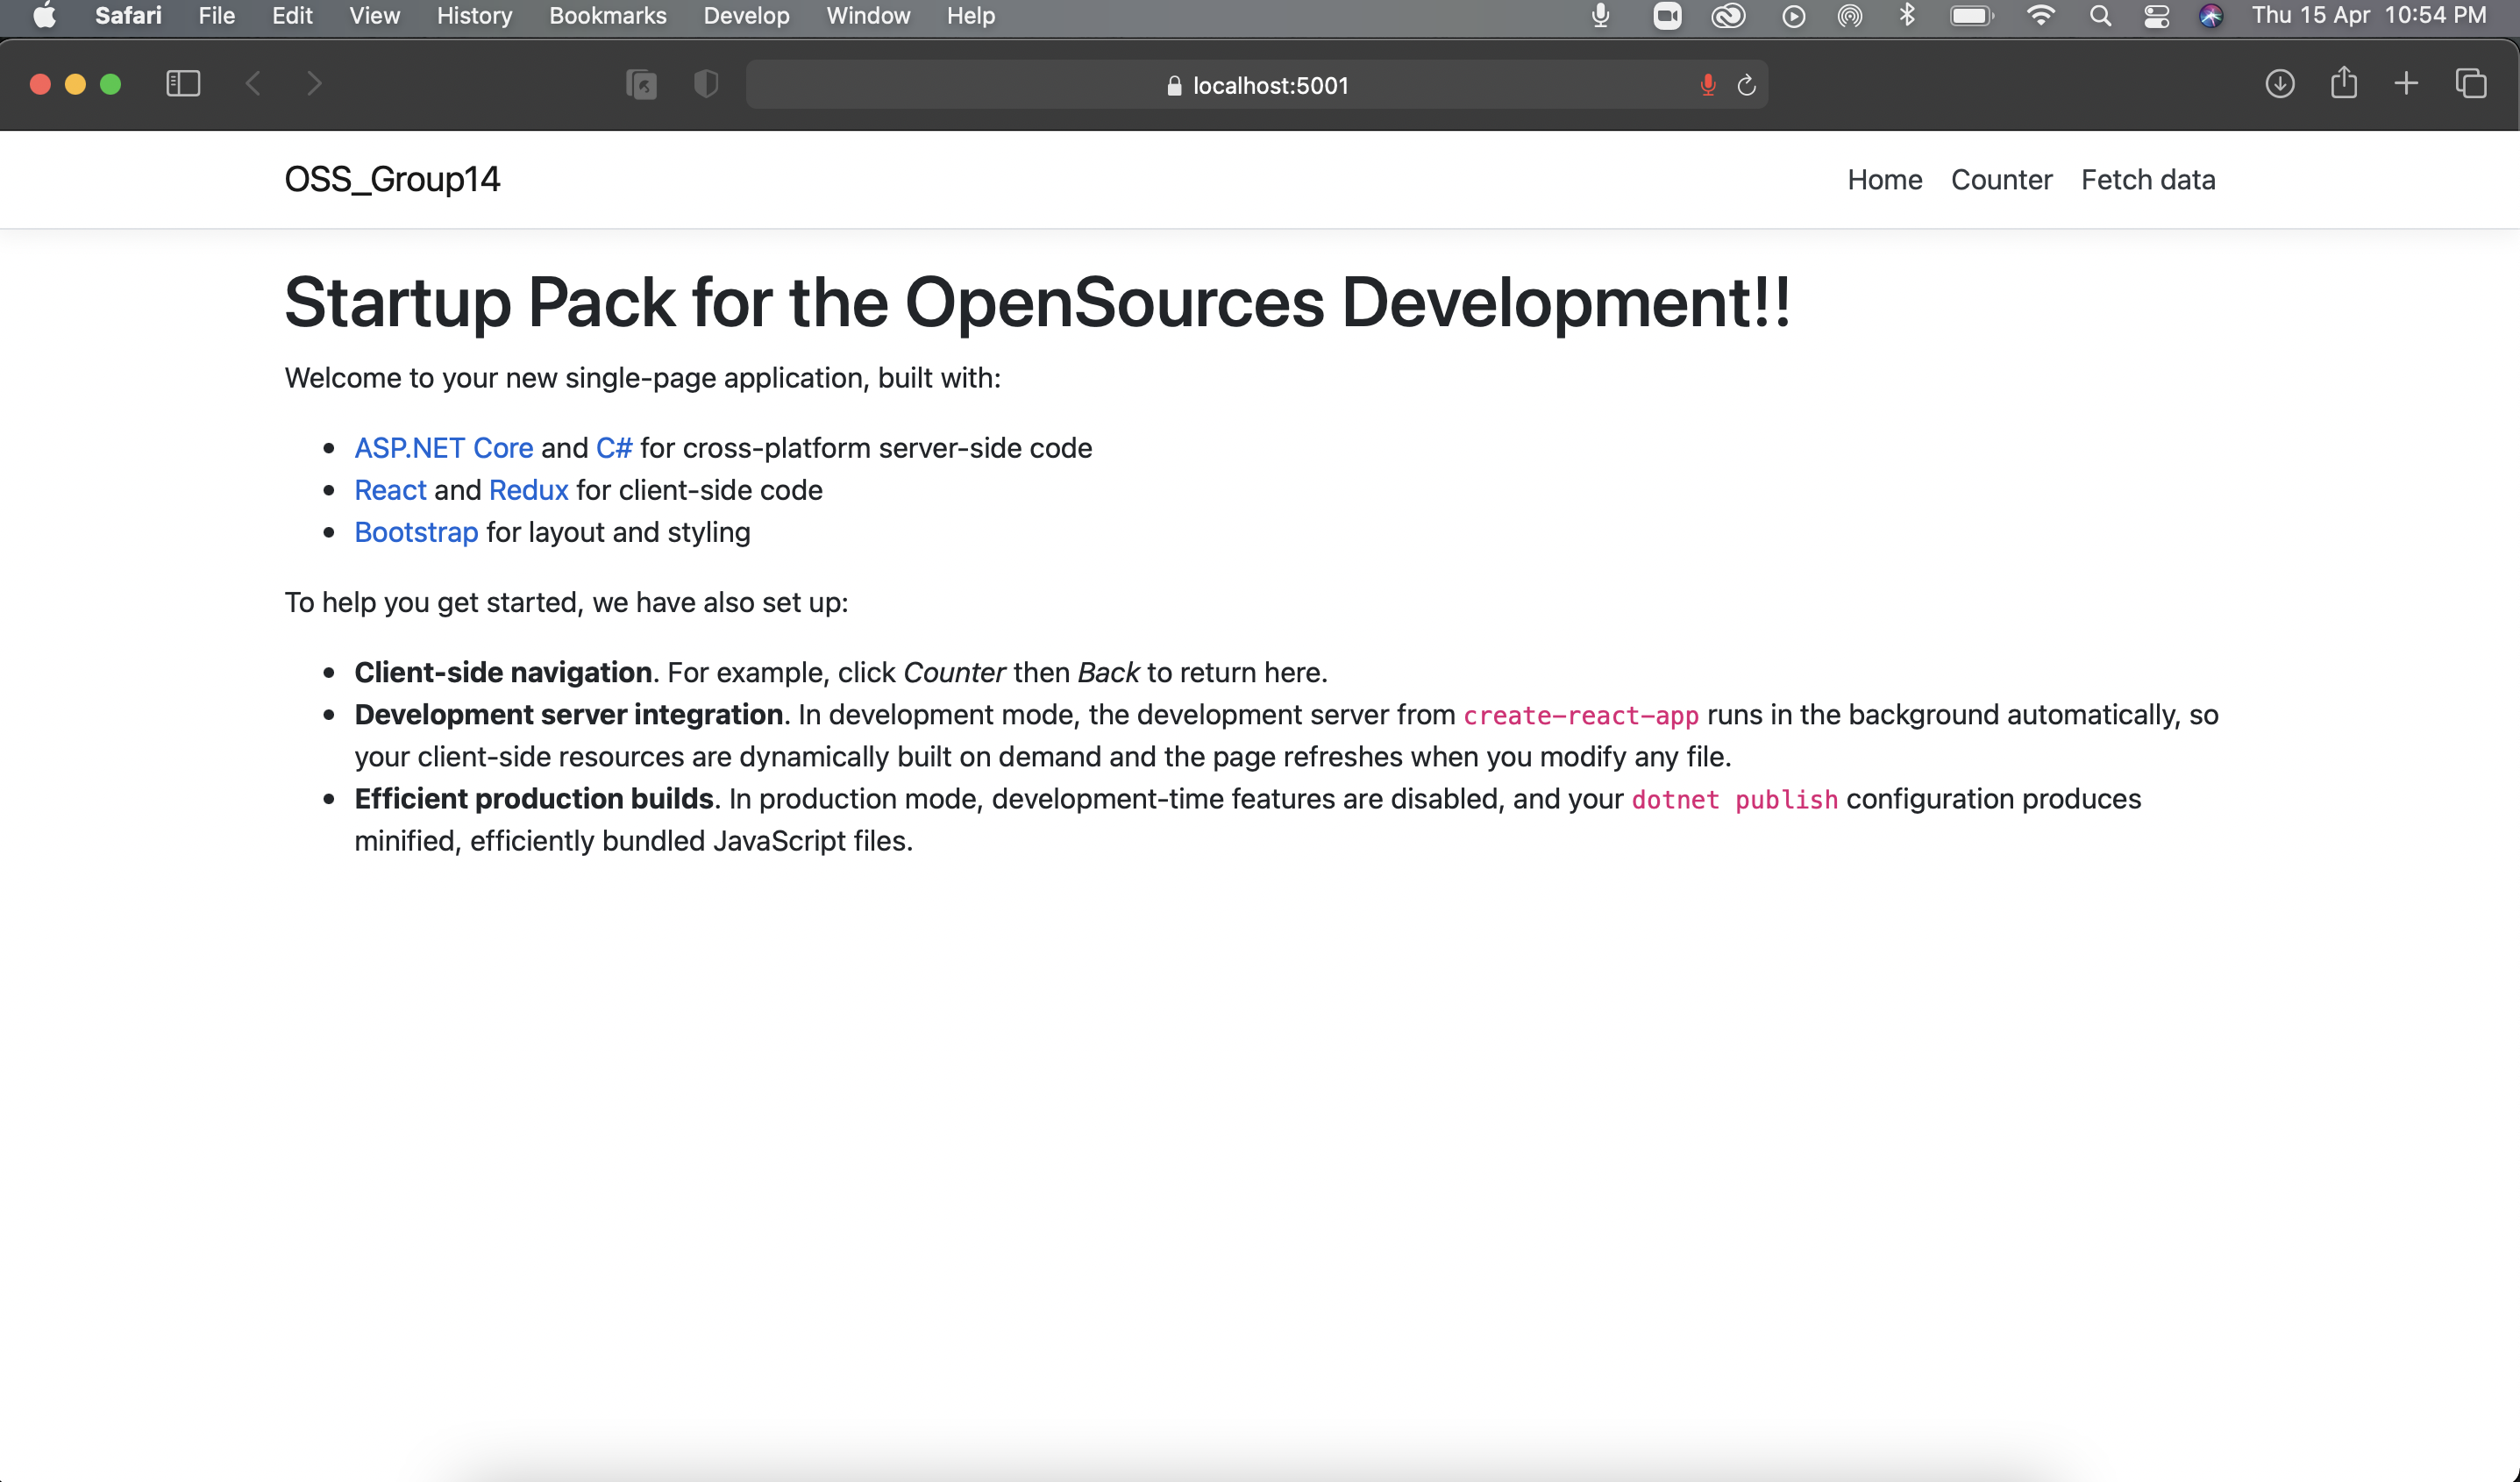 Safari File Edit View History Bookmarks Develop Window Help Thu 15 Apr 10:54 PM
localhost:5001
OSS_Group14 Home Counter Fetch data
Startup Pack for the OpenSources Development!!
Welcome to your new single-page application, built with:
• ASP.NET Core and C# for cross-platform server-side code
• React and Redux for client-side code
• Bootstrap for layout and styling
To help you get started, we have also set up:
• Client-side navigation. For example, click Counter then Back to return here.
• Development server integration. In development mode, the development server from create-react-app runs in the background automatically, so
your client-side resources are dynamically built on demand and the page refreshes when you modify any file.
• Efficient production builds. In production mode, development-time features are disabled, and your dotnet publish configuration produces
minified, efficiently bundled JavaScript files.